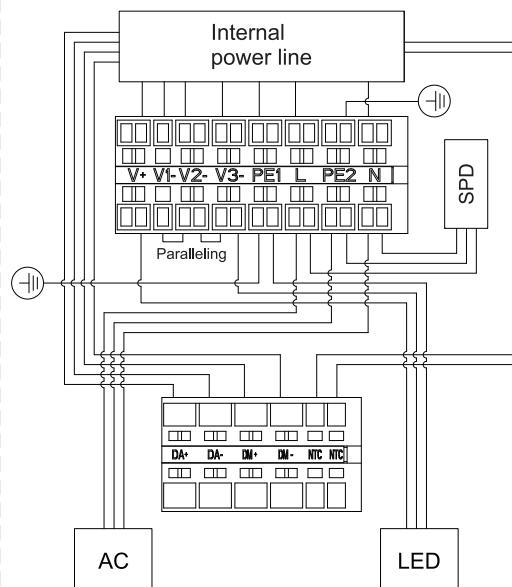 Internal
power line
V+ V1- V2- V3- PE1 L PE2 N
SPD
Paralleling
DA+ DA- DM+ DM- NTC NTC
AC
LED